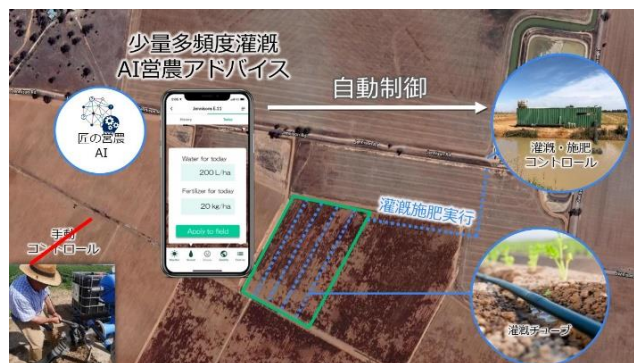 少量多頻度灌漑
AI営農アドバイス
自動制御
匠の営農
AI
Water for today
200 L/ha
Fertilizer for today
20 kg/ha
Apply to field
灌漑・施肥
コントロール
灌漑施肥実行
手動
コントロール
灌漑チューブ